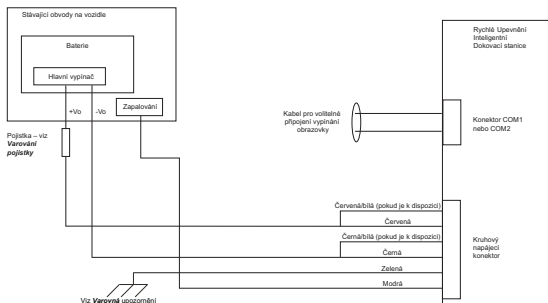 Stávající obvody na vozidle
Baterie
Hlavní vypínač
+Vo
-Vo
Zapalování
Pojistka – viz
Varování
pojistky
Rychlé Upevnění
Inteligentní
Dokovací stanice
Kabel pro volitelné
připojení vypínání
obrazovky
Konektor COM1
nebo COM2
Červená/bílá (pokud je k dispozici)
Červená
Černá/bílá (pokud je k dispozici)
Černá
Zelená
Modrá
Kruhový
napájecí
konektor
Viz Varovná upozornění